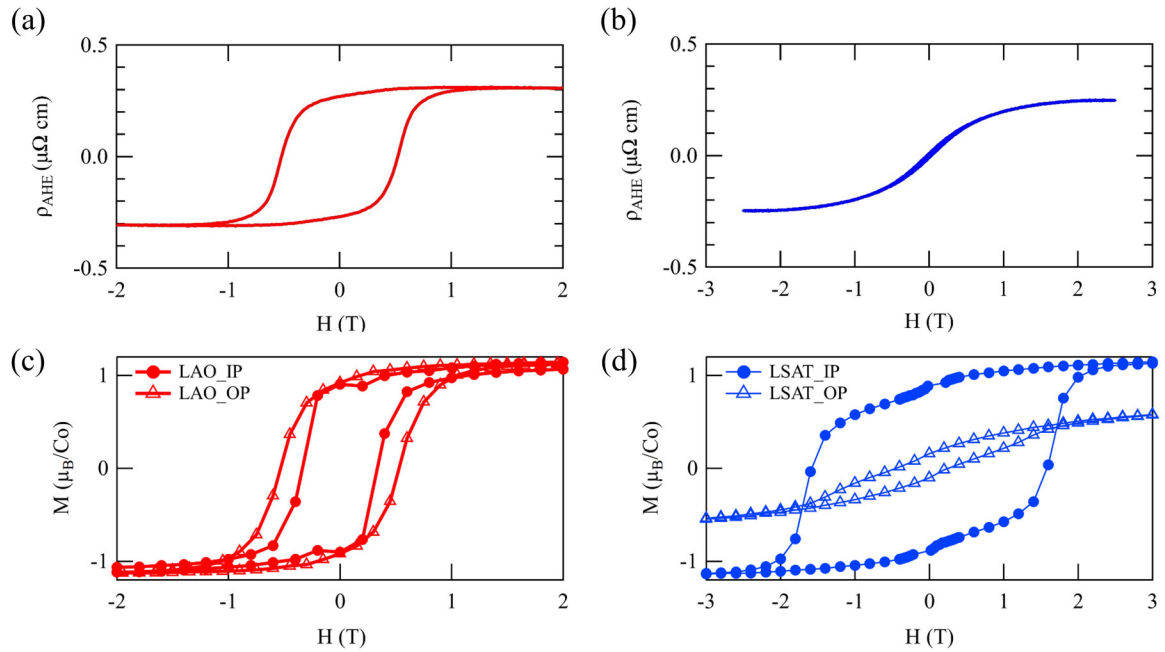 (a)
0.5
0.0
-0.5
ρAHE (μΩ cm)
-2 -1 0 1 2
H (T)
(b)
0.5
0.0
-0.5
ρAHE (μΩ cm)
-3 -2 -1 0 1 2 3
H (T)
(c)
LAO_IP
LAO_OP
1
0
-1
M (μB/Co)
-2 -1 0 1 2
H (T)
(d)
LSAT_IP
LSAT_OP
1
0
-1
M (μB/Co)
-3 -2 -1 0 1 2 3
H (T)